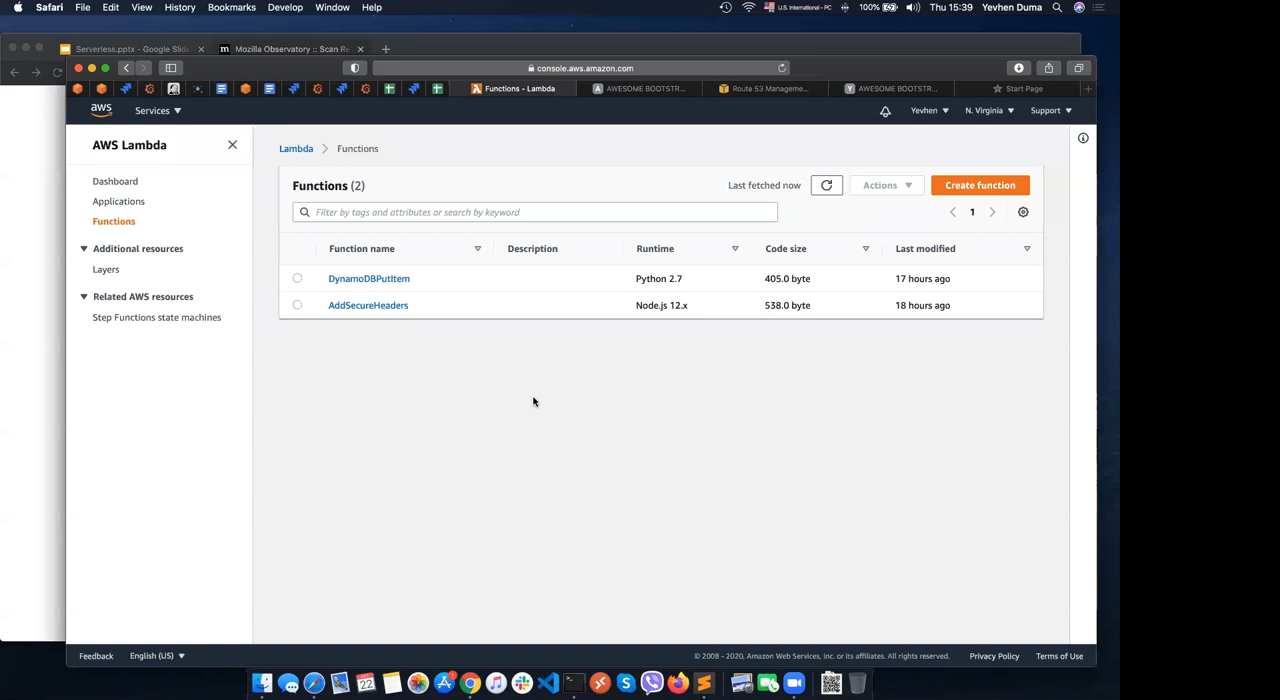 Safari File Edit View History Bookmarks Develop Window Help U.S. International - PC 100% Thu 15:39 Yevhen Duma
Serverless.pptx - Google Slid Mozilla Observatory :: Scan Re
console.aws.amazon.com
Functions - Lambda AWESOME BOOTSTR... Route 53 Manageme... AWESOME BOOTSTR... Start Page
aws Services Yevhen N. Virginia Support
AWS Lambda
Dashboard
Applications
Functions
Additional resources
Layers
Related AWS resources
Step Functions state machines
Lambda Functions
Functions (2) Last fetched now Actions Create function
Filter by tags and attributes or search by keyword 1
Function name Description Runtime Code size Last modified
DynamoDBPutItem Python 2.7 405.0 byte 17 hours ago
AddSecureHeaders Node.js 12.x 538.0 byte 18 hours ago
Feedback English (US) © 2008 - 2020, Amazon Web Services, Inc. or its affiliates. All rights reserved. Privacy Policy Terms of Use
22